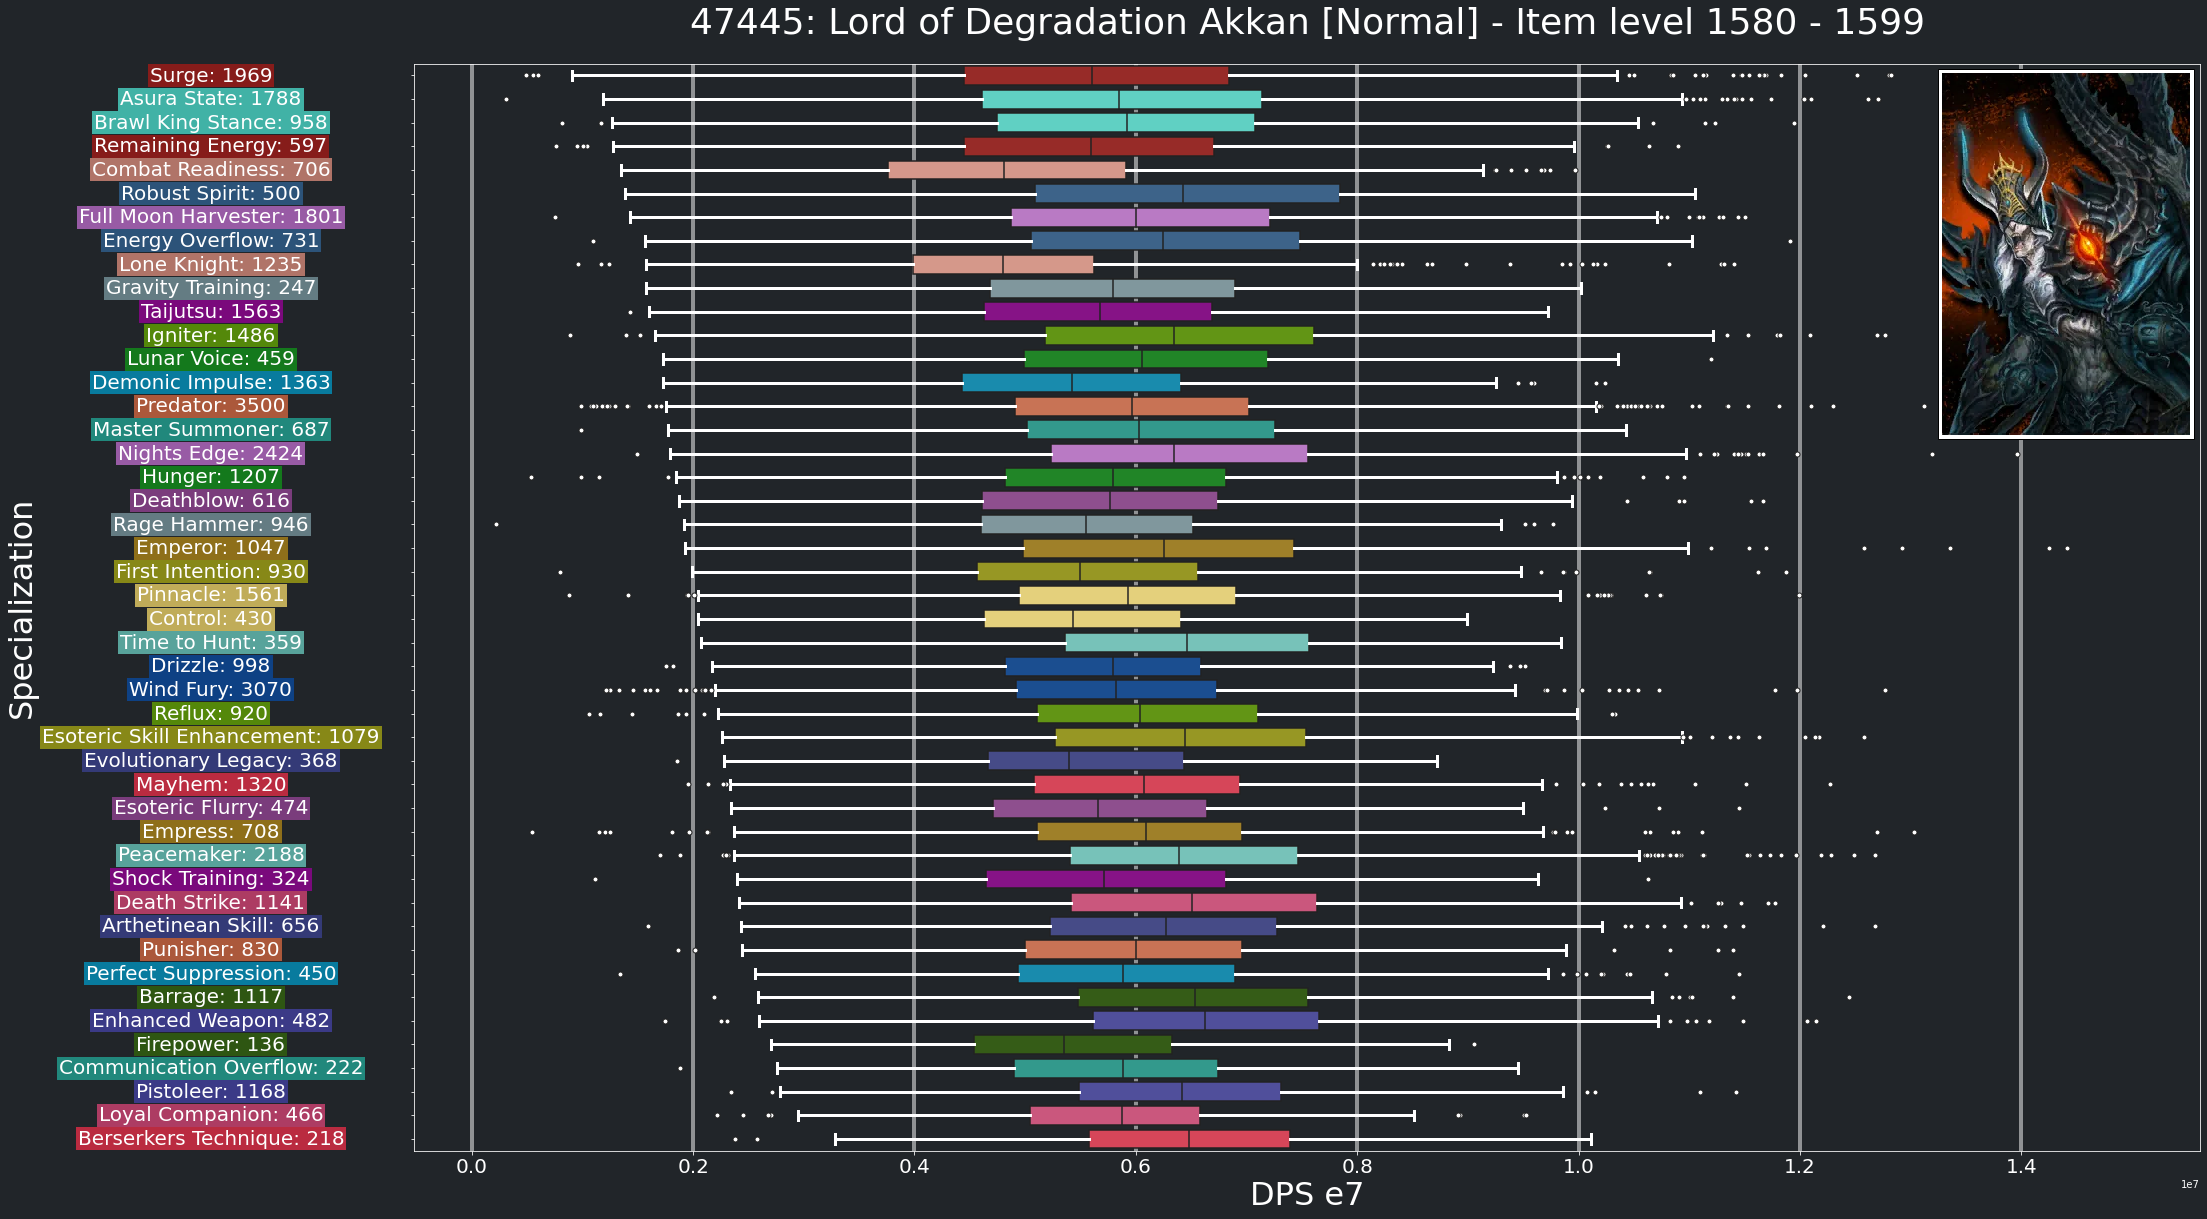 47445: Lord of Degradation Akkan [Normal] - Item level 1580 - 1599
Specialization
Surge: 1969
Asura State: 1788
Brawl King Stance: 958
Remaining Energy: 597
Combat Readiness: 706
Robust Spirit: 500
Full Moon Harvester: 1801
Energy Overflow: 731
Lone Knight: 1235
Gravity Training: 247
Taijutsu: 1563
Igniter: 1486
Lunar Voice: 459
Demonic Impulse: 1363
Predator: 3500
Master Summoner: 687
Nights Edge: 2424
Hunger: 1207
Deathblow: 616
Rage Hammer: 946
Emperor: 1047
First Intention: 930
Pinnacle: 1561
Control: 430
Time to Hunt: 359
Drizzle: 998
Wind Fury: 3070
Reflux: 920
Esoteric Skill Enhancement: 1079
Evolutionary Legacy: 368
Mayhem: 1320
Esoteric Flurry: 474
Empress: 708
Peacemaker: 2188
Shock Training: 324
Death Strike: 1141
Arthetinean Skill: 656
Punisher: 830
Perfect Suppression: 450
Barrage: 1117
Enhanced Weapon: 482
Firepower: 136
Communication Overflow: 222
Pistoleer: 1168
Loyal Companion: 466
Berserkers Technique: 218
0.0 0.2 0.4 0.6 0.8 1.0 1.2 1.4
DPS e7
1e7